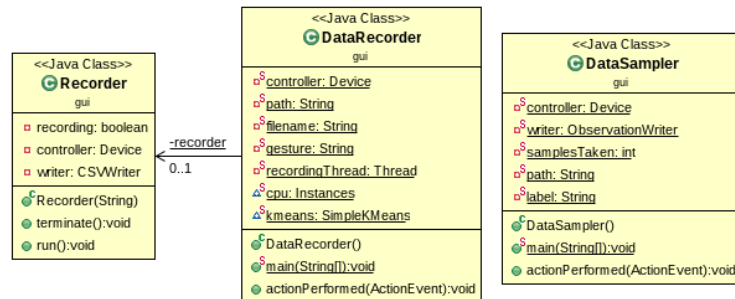 <<Java Class>>
Recorder
gui
recording: boolean
controller: Device
writer: CSVWriter
Recorder(String)
terminate():void
run():void
-recorder
0..1
<<Java Class>>
DataRecorder
gui
controller: Device
path: String
filename: String
gesture: String
recordingThread: Thread
cpu: Instances
kmeans: SimpleKMeans
DataRecorder()
main(String[]):void
actionPerformed(ActionEvent):void
<<Java Class>>
DataSampler
gui
controller: Device
writer: ObservationWriter
samplesTaken: int
path: String
label: String
DataSampler()
main(String[]):void
actionPerformed(ActionEvent):void